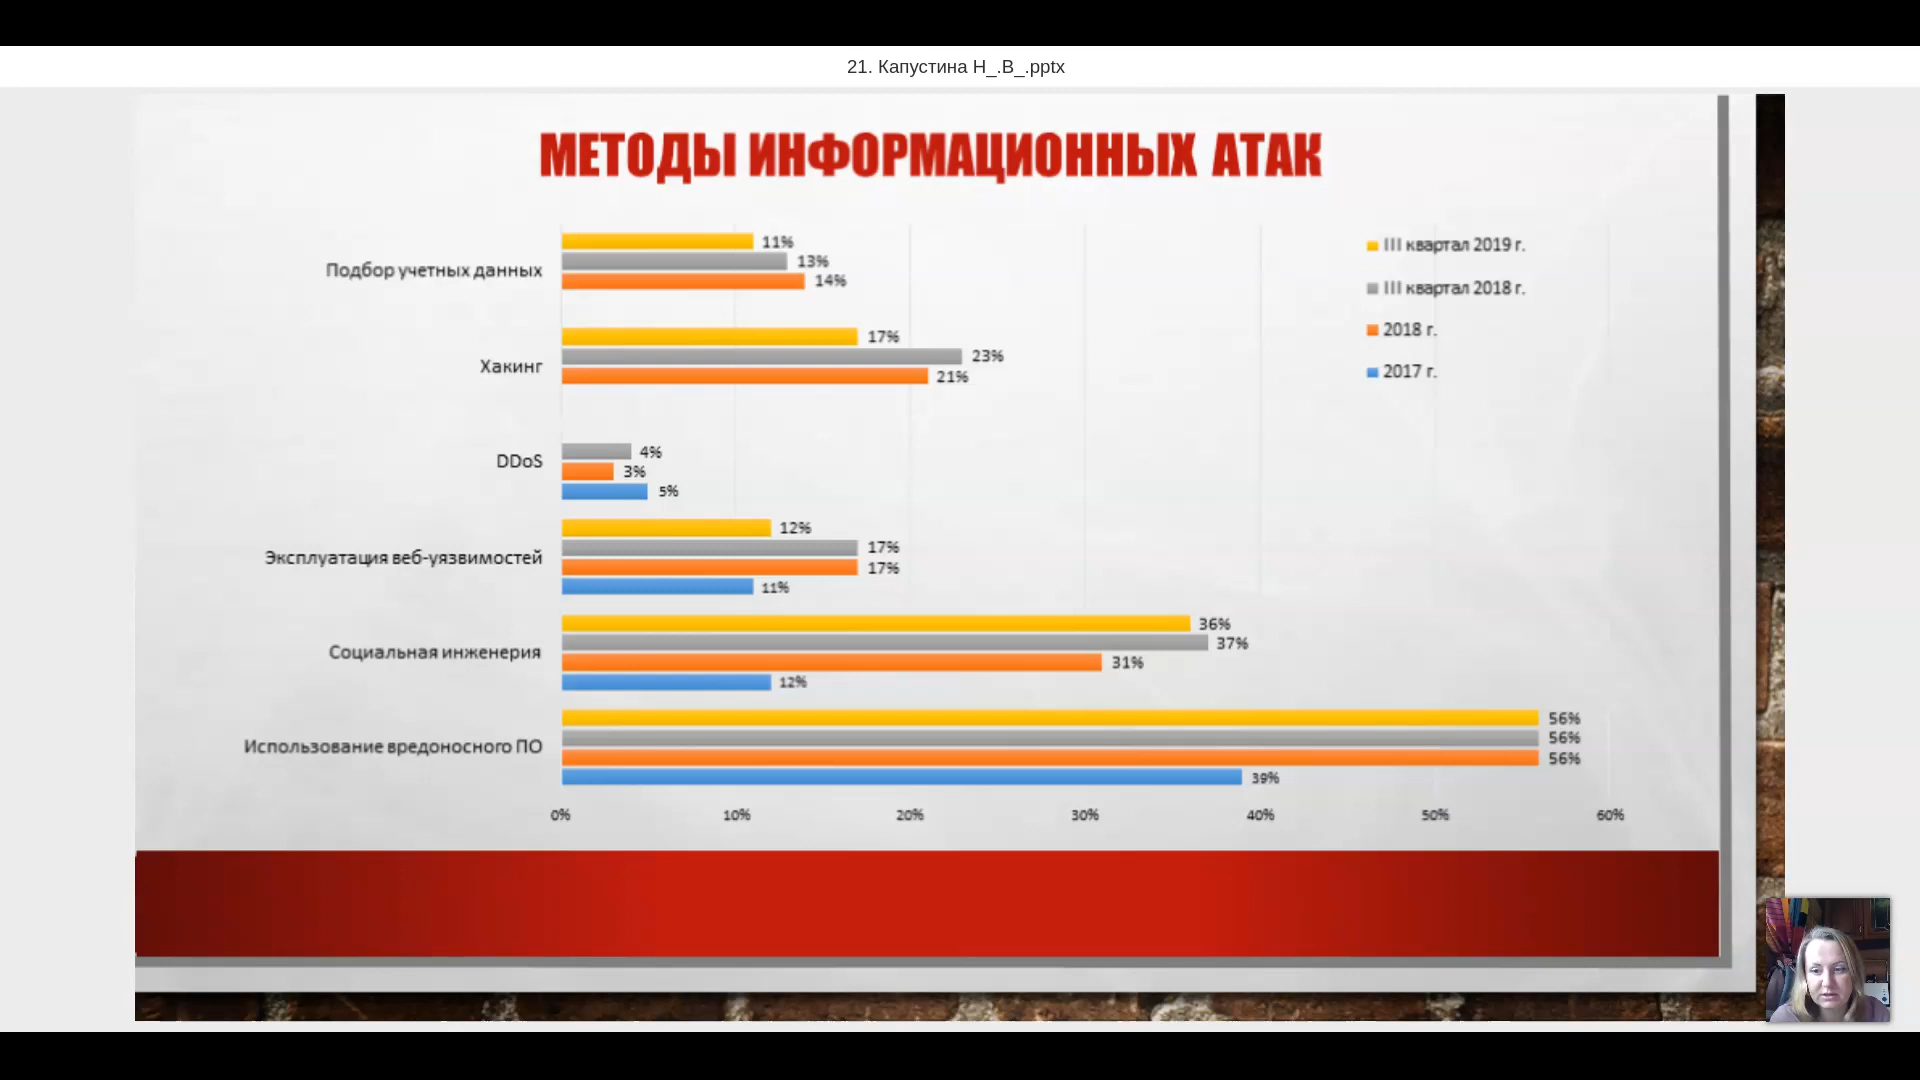 21. Капустина Н_.В_.pptx
МЕТОДЫ ИНФОРМАЦИОННЫХ АТАК
Подбор учетных данных
11%
13%
14%
Хакинг
17%
23%
21%
DDoS
4%
3%
5%
Эксплуатация веб-уязвимостей
12%
17%
17%
11%
Социальная инженерия
36%
37%
31%
12%
Использование вредоносного ПО
56%
56%
56%
39%
0% 10% 20% 30% 40% 50% 60%
III квартал 2019 г.
III квартал 2018 г.
2018 г.
2017 г.